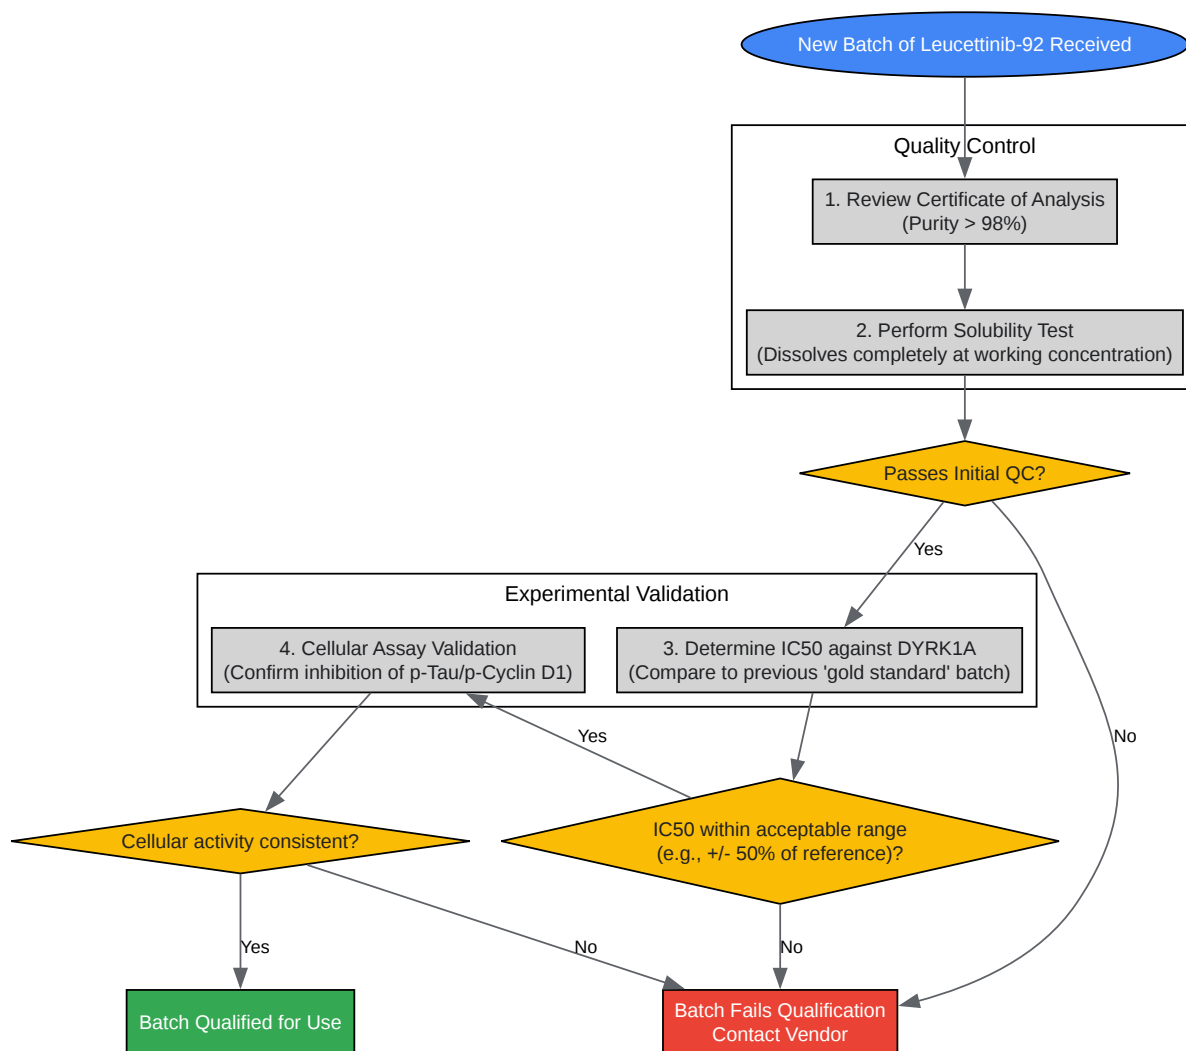 New Batch of Leucettinib-92 Received
Quality Control
1. Review Certificate of Analysis
(Purity > 98%)
2. Perform Solubility Test
(Dissolves completely at working concentration)
Passes Initial QC?
Yes
No
Experimental Validation
4. Cellular Assay Validation
(Confirm inhibition of p-Tau/p-Cyclin D1)
3. Determine IC50 against DYRK1A
(Compare to previous 'gold standard' batch)
Yes
Cellular activity consistent?
IC50 within acceptable range
(e.g., +/- 50% of reference)?
Yes
No
No
Batch Qualified for Use
Batch Fails Qualification
Contact Vendor